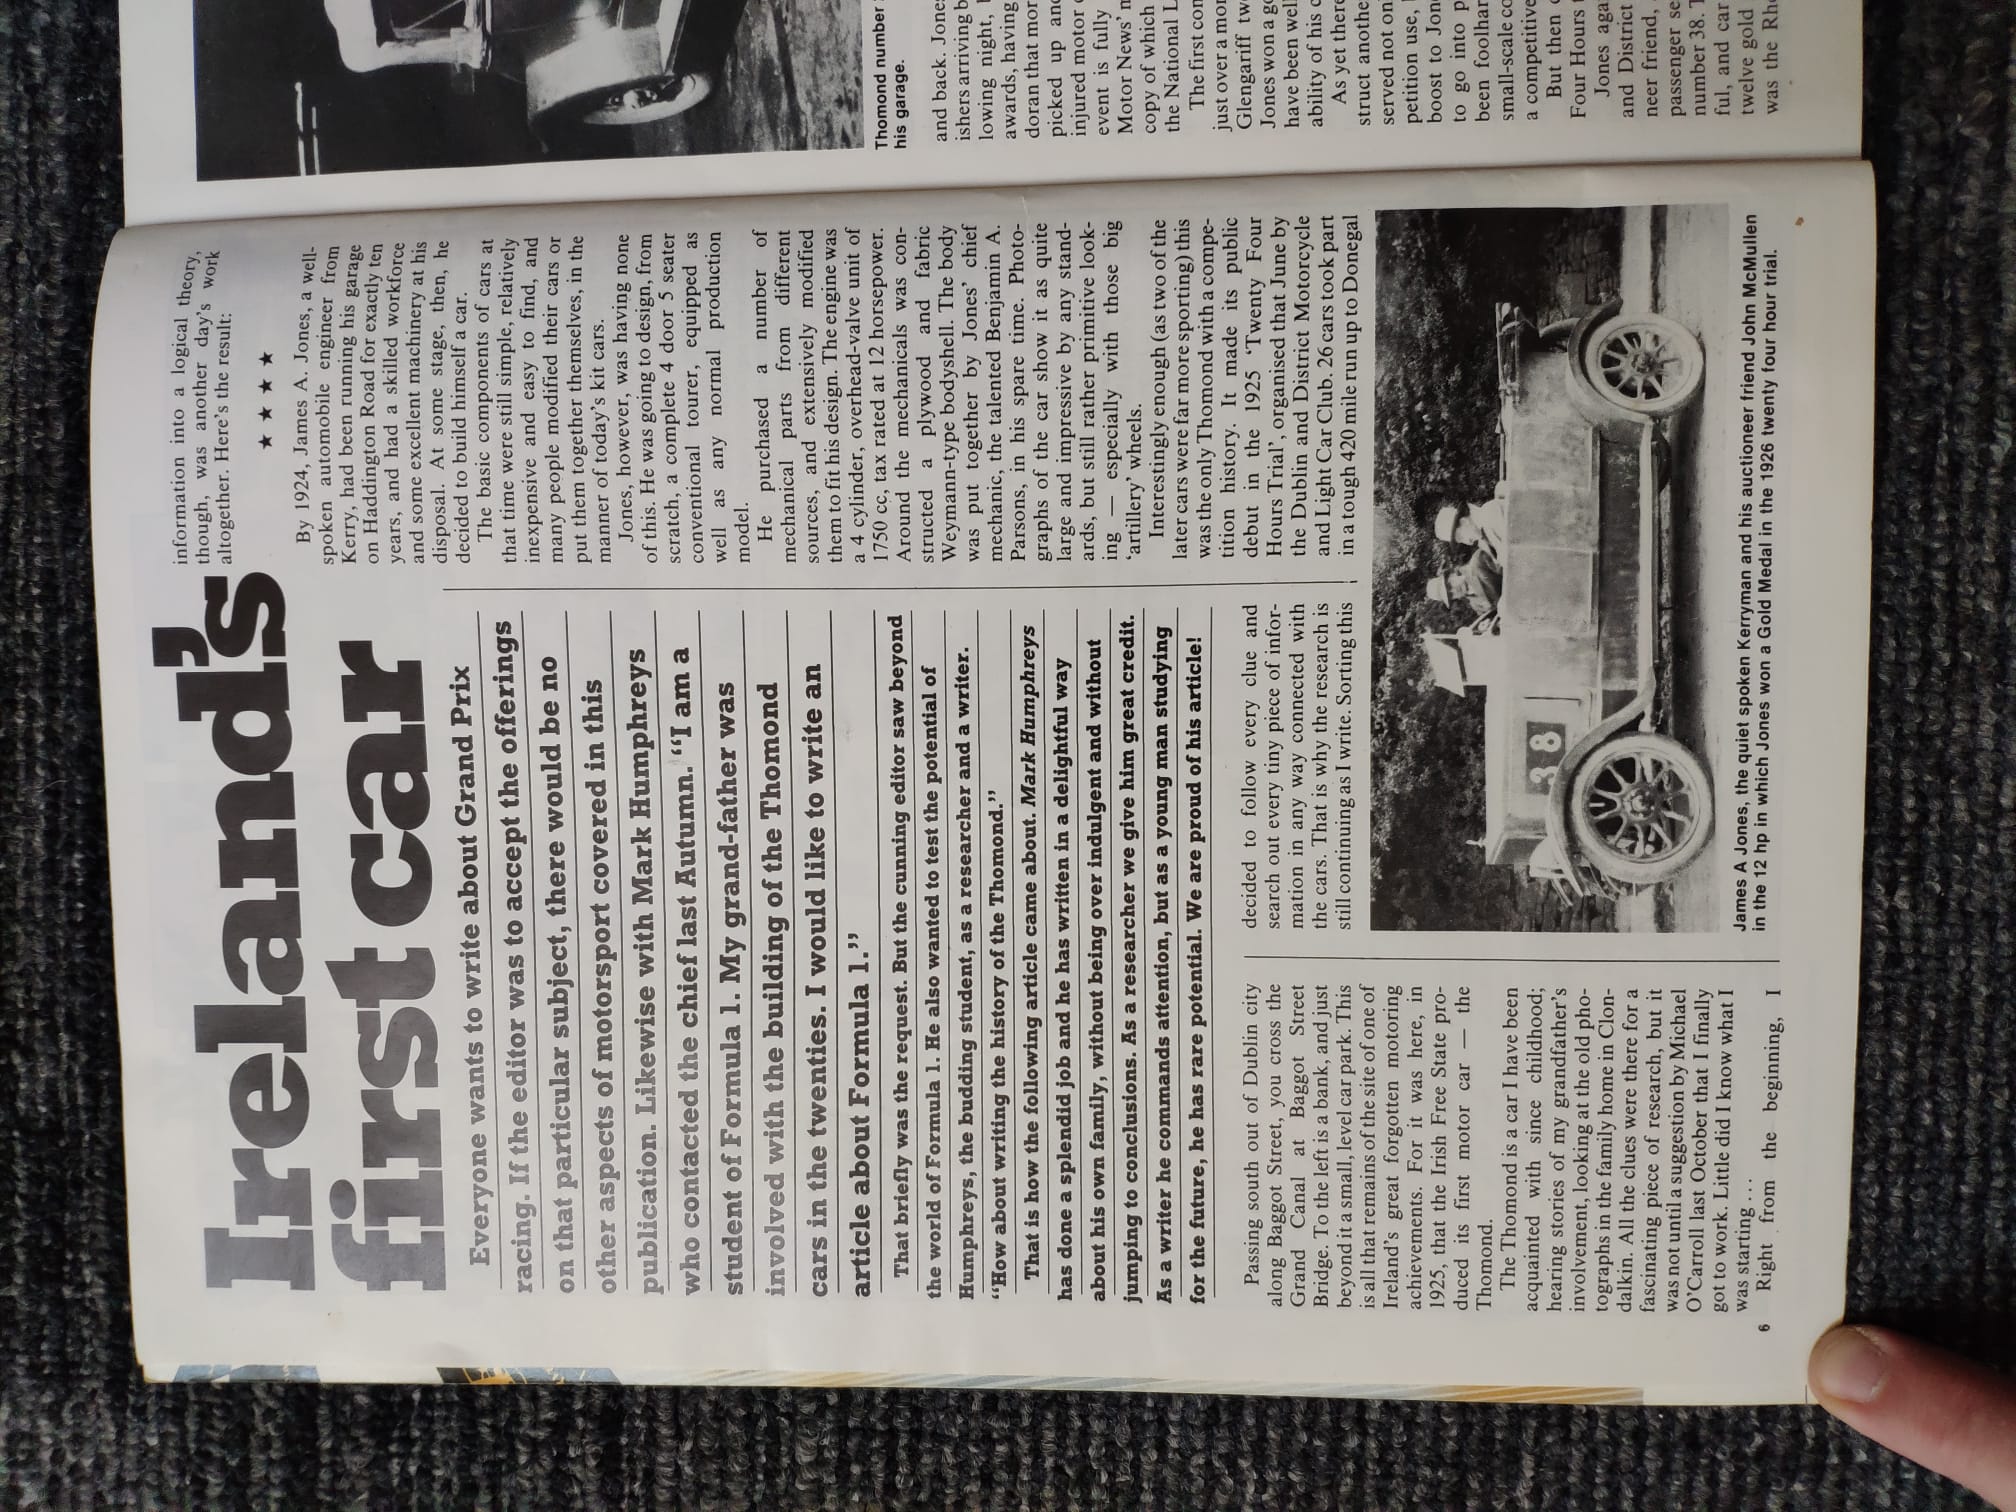 Ireland's
first car
Everyone wants to write about Grand Prix
racing. If the editor was to accept the offerings
on that particular subject, there would be no
other aspects of motorsport covered in this
publication. Likewise with Mark Humphreys
who contacted the chief last Autumn. “I am a
student of Formula 1. My grand-father was
involved with the building of the Thomond
cars in the twenties. I would like to write an
article about Formula 1.”
That briefly was the request. But the cunning editor saw beyond
the world of Formula 1. He also wanted to test the potential of
Humphreys, the budding student, as a researcher and a writer.
“How about writing the history of the Thomond.”
That is how the following article came about. Mark Humphreys
has done a splendid job and he has written in a delightful way
about his own family, without being over indulgent and without
jumping to conclusions. As a researcher we give him great credit.
As a writer he commands attention, but as a young man studying
for the future, he has rare potential. We are proud of his article!
Passing south out of Dublin city
along Baggot Street, you cross the
Grand Canal at Baggot Street
Bridge. To the left is a bank, and just
beyond it a small, level car park. This
is all that remains of the site of one of
Ireland's great forgotten motoring
achievements. For it was here, in
1925, that the Irish Free State pro-
duced its first motor car — the
Thomond.
The Thomond is a car I have been
acquainted with since childhood;
hearing stories of my grandfather's
involvement, looking at the old pho-
tographs in the family home in Clon-
dalkin. All the clues were there for a
fascinating piece of research, but it
was not until a suggestion by Michael
O'Carroll last October that I finally
got to work. Little did I know what I
was starting...
Right from the beginning, I
decided to follow every clue and
search out every tiny piece of infor-
mation in any way connected with
the cars. That is why the research is
still continuing as I write. Sorting this
information into a logical theory,
though, was another day's work
altogether. Here's the result:
★ ★ ★ ★
By 1924, James A. Jones, a well-
spoken automobile engineer from
Kerry, had been running his garage
on Haddington Road for exactly ten
years, and had a skilled workforce
and some excellent machinery at his
disposal. At some stage, then, he
decided to build himself a car.
The basic components of cars at
that time were still simple, relatively
inexpensive and easy to find, and
many people modified their cars or
put them together themselves, in the
manner of today's kit cars.
Jones, however, was having none
of this. He was going to design, from
scratch, a complete 4 door 5 seater
conventional tourer, equipped as
well as any normal production
model.
He purchased a number of
mechanical parts from different
sources, and extensively modified
them to fit his design. The engine was
a 4 cylinder, overhead-valve unit of
1750 cc, tax rated at 12 horsepower.
Around the mechanicals was con-
structed a plywood and fabric
Weymann-type bodyshell. The body
was put together by Jones' chief
mechanic, the talented Benjamin A.
Parsons, in his spare time. Photo-
graphs of the car show it as quite
large and impressive by any stand-
ards, but still rather primitive look-
ing — especially with those big
‘artillery’ wheels.
Interestingly enough (as two of the
later cars were far more sporting) this
was the only Thomond with a compe-
tition history. It made its public
debut in the 1925 ‘Twenty Four
Hours Trial’, organised that June by
the Dublin and District Motorcycle
and Light Car Club. 26 cars took part
in a tough 420 mile run up to Donegal
38
James A Jones, the quiet spoken Kerryman and his auctioneer friend John McMullen
in the 12 hp in which Jones won a Gold Medal in the 1926 twenty four hour trial.
6
Thomond number
his garage.
and back. Jone
ishers arriving b
lowing night,
awards, having
doran that mor
picked up and
injured motor
event is fully
Motor News' m
copy of which
the National L
The first con
just over a mon
Glengariff tw
Jones won a go
have been well
ability of his c
As yet there
struct anothe
served not on
petition use,
boost to Jon
to go into p
been foolhar
small-scale co
a competitive
But then
Four Hours
Jones aga
and District
neer friend,
passenger se
number 38. T
ful, and car
twelve gold
was the Rh